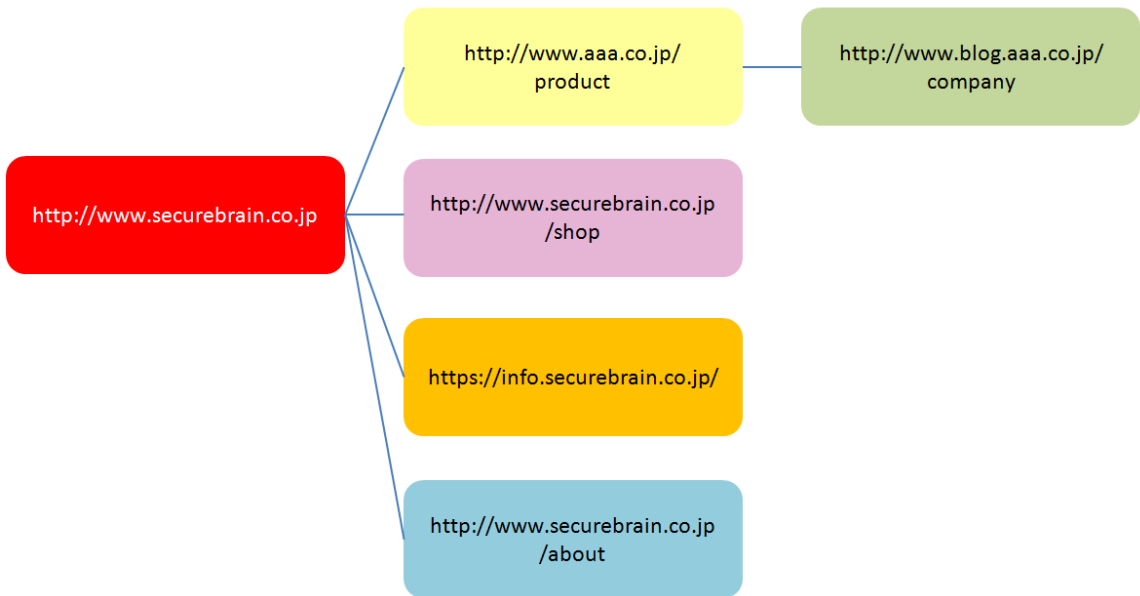 http://www.aaa.co.jp/
product
http://www.blog.aaa.co.jp/
company
http://www.securebrain.co.jp
http://www.securebrain.co.jp
/shop
https://info.securebrain.co.jp/
http://www.securebrain.co.jp
/about